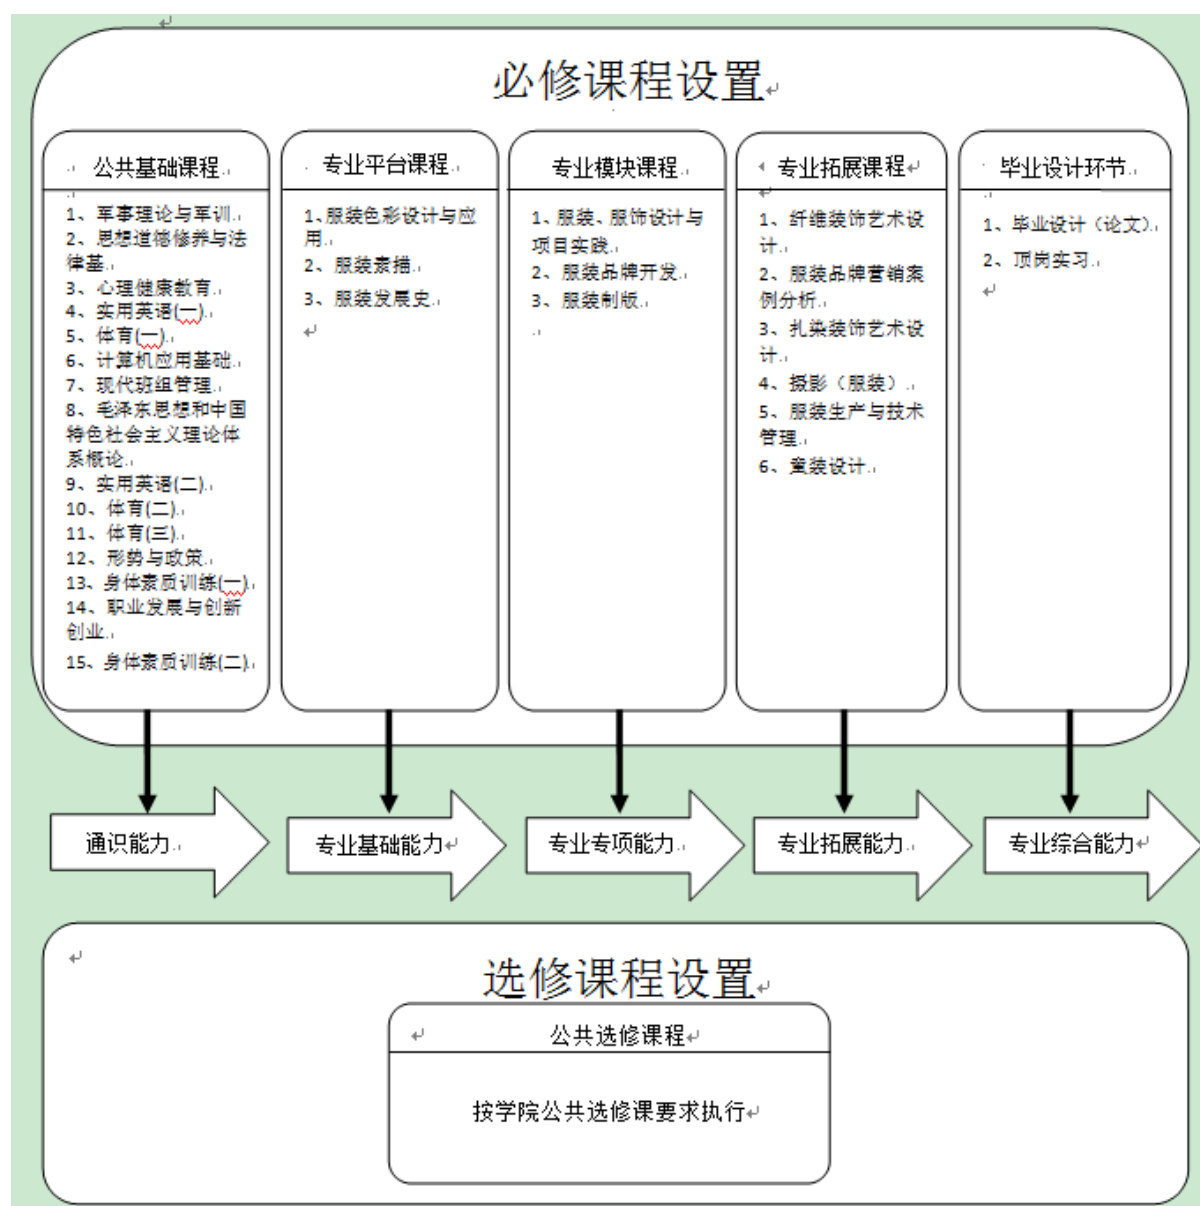 必修课程设置
公共基础课程
1、军事理论与军训
2、思想道德修养与法
律基
3、心理健康教育
4、实用英语(一)
5、体育(一)
6、计算机应用基础
7、现代班组管理
8、毛泽东思想和中国
特色社会主义理论体
系概论
9、实用英语(二)
10、体育(二)
11、体育(三)
12、形势与政策
13、身体素质训练(一)
14、职业发展与创新
创业
15、身体素质训练(二)
专业平台课程
1、服装色彩设计与应
用
2、服装素描
3、服装发展史
专业模块课程
1、服装、服饰设计与
项目实践
2、服装品牌开发
3、服装制版
专业拓展课程
1、纤维装饰艺术设
计
2、服装品牌营销案
例分析
3、扎染装饰艺术设
计
4、摄影（服装）
5、服装生产与技术
管理
6、童装设计
毕业设计环节
1、毕业设计（论文）
2、顶岗实习
通识能力
专业基础能力
专业专项能力
专业拓展能力
专业综合能力
选修课程设置
公共选修课程
按学院公共选修课要求执行